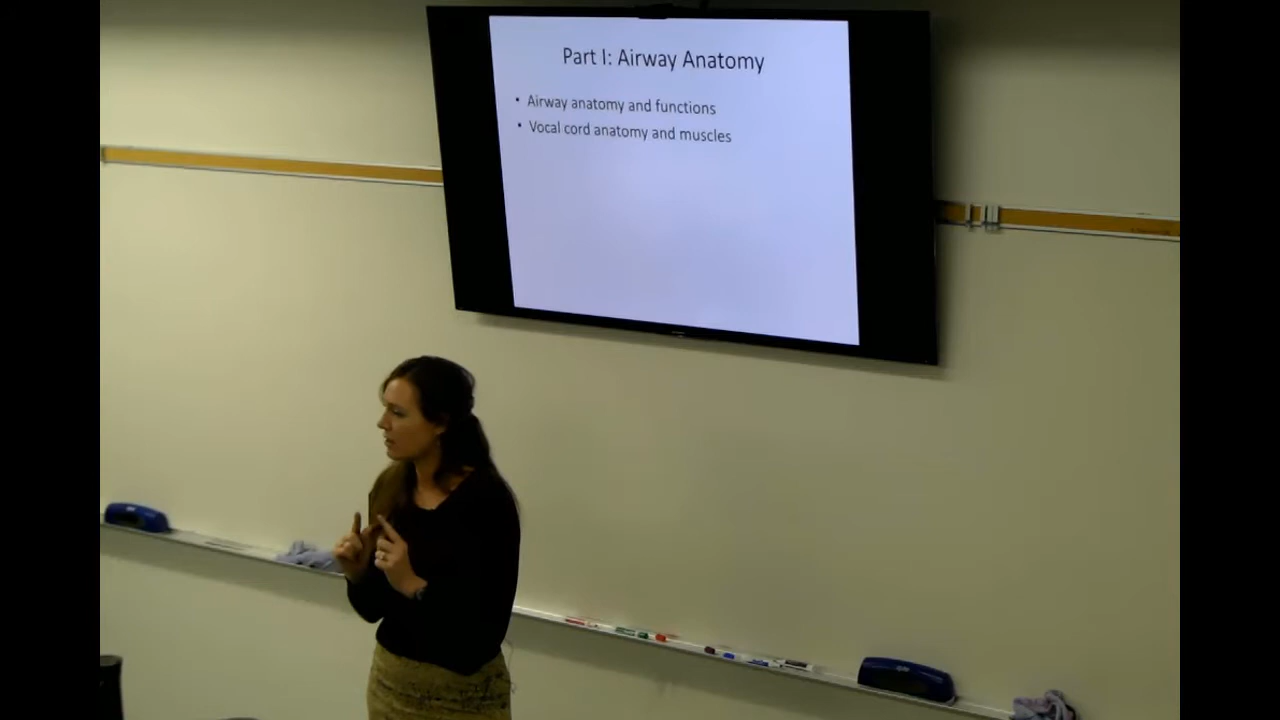 Part I: Airway Anatomy
• Airway anatomy and functions
• Vocal cord anatomy and muscles